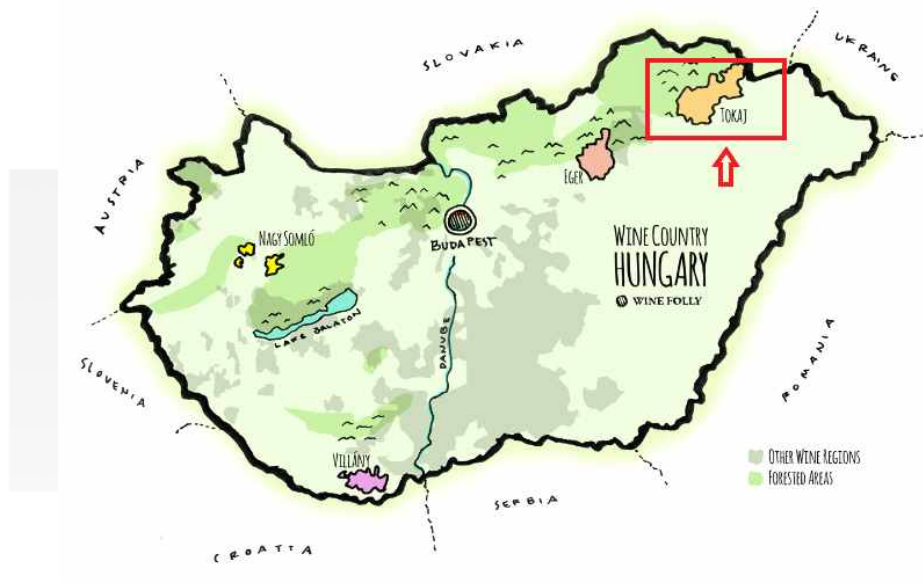 SLOVAKIA
UKRAINE
AUSTRIA
TOKAJ
EGER
NAGY SOMLÓ
BUDAPEST
WINE COUNTRY
HUNGARY
WINE FOLLY
LAKE BALATON
DANUBE
SLOVENIA
ROMANIA
VILLÁNY
OTHER WINE REGIONS
FORESTED AREAS
SERBIA
CROATIA